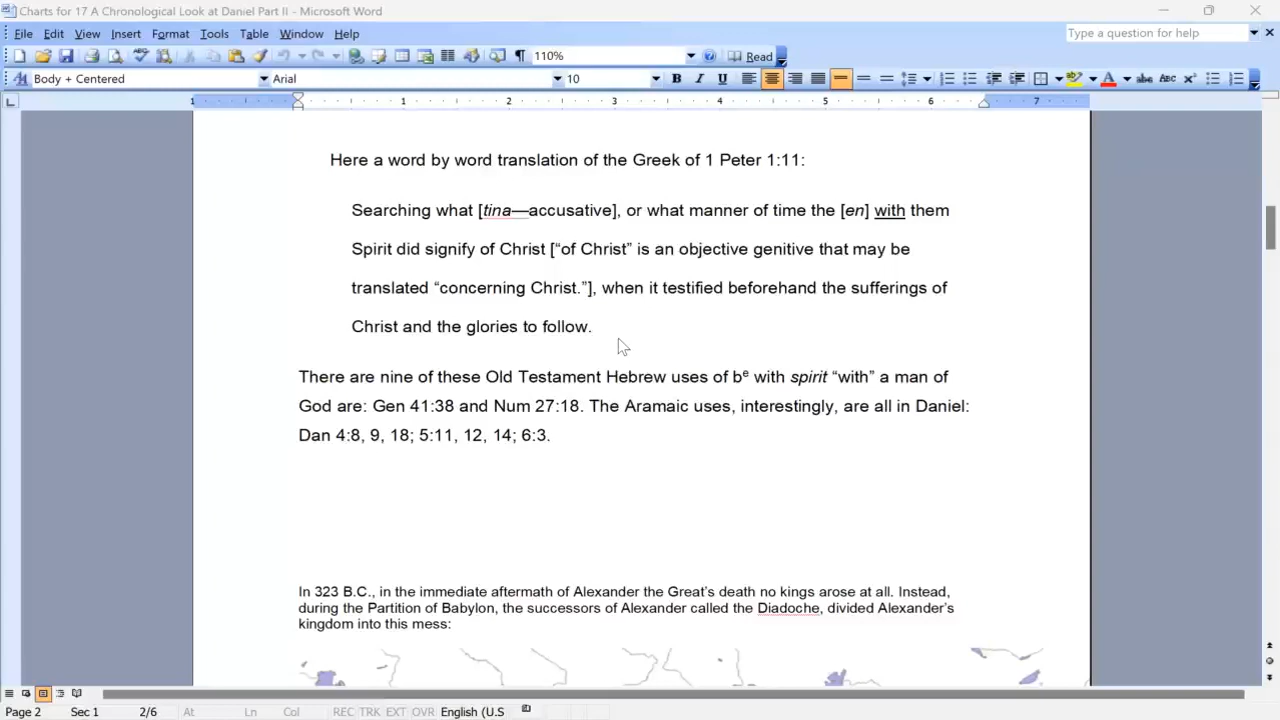 Charts for 17 A Chronological Look at Daniel Part II - Microsoft Word
File Edit View Insert Format Tools Table Window Help
Type a question for help
110%
Read
Body + Centered
Arial
10
B I U
1 1 2 3 4 5 6 7
Here a word by word translation of the Greek of 1 Peter 1:11:
Searching what [tina—accusative], or what manner of time the [en] with them
Spirit did signify of Christ [“of Christ” is an objective genitive that may be
translated “concerning Christ.”], when it testified beforehand the sufferings of
Christ and the glories to follow.
There are nine of these Old Testament Hebrew uses of bᵉ with spirit “with” a man of
God are: Gen 41:38 and Num 27:18. The Aramaic uses, interestingly, are all in Daniel:
Dan 4:8, 9, 18; 5:11, 12, 14; 6:3.
In 323 B.C., in the immediate aftermath of Alexander the Great’s death no kings arose at all. Instead,
during the Partition of Babylon, the successors of Alexander called the Diadoche, divided Alexander’s
kingdom into this mess:
Page 2 Sec 1 2/6 At Ln Col REC TRK EXT OVR English (U.S